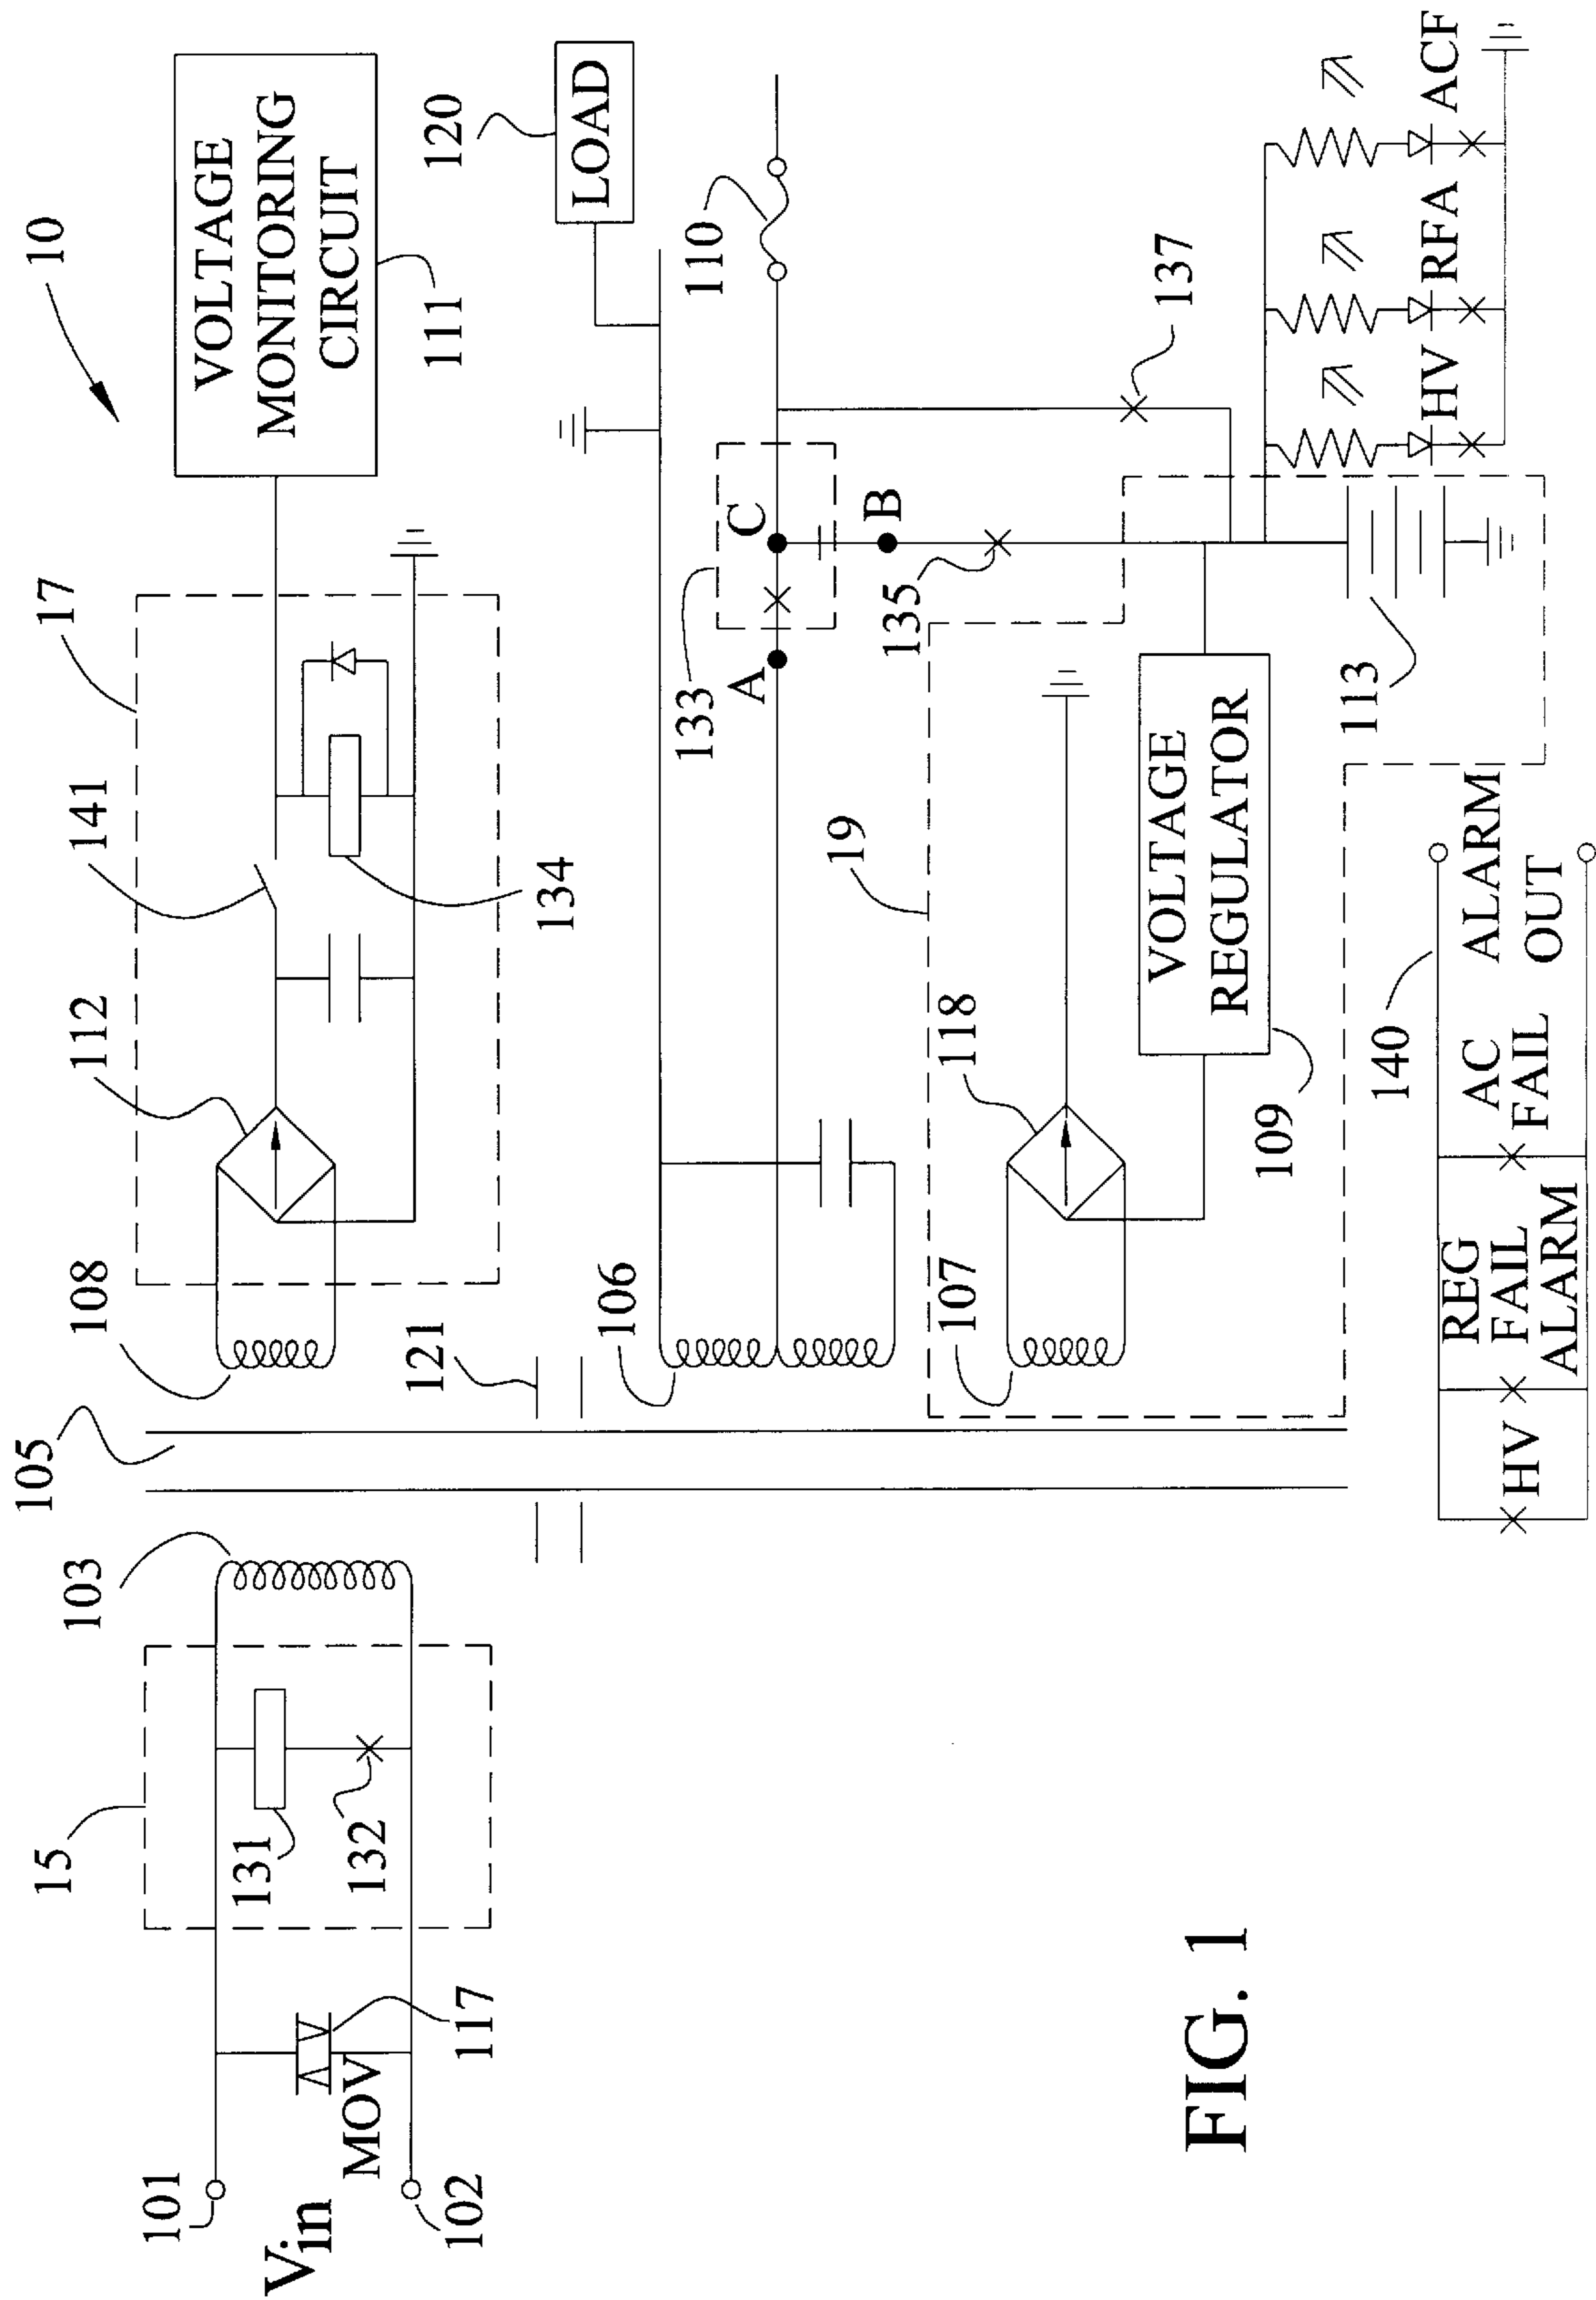 10
VOLTAGE
MONITORING
CIRCUIT
111
17
141
112
134
108
105
121
103
15
131
132
117
MOV
101
Vin
102
120
LOAD
110
137
C
B
A
133
135
106
19
118
107
VOLTAGE
REGULATOR
109
113
HV
RFA
ACF
140
HV
REG
FAIL
ALARM
AC
FAIL
ALARM
OUT
FIG. 1